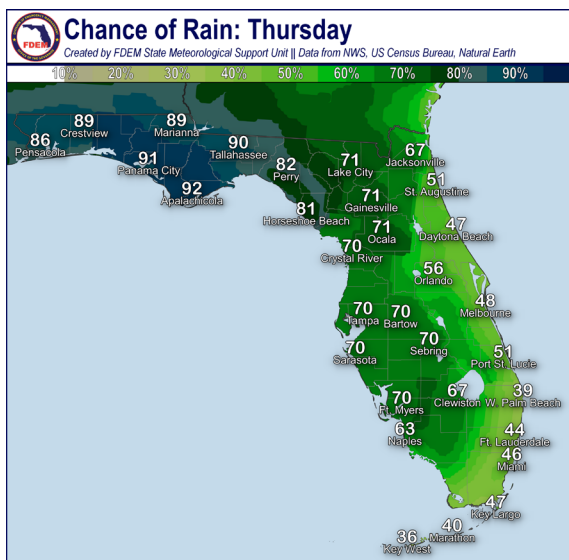 FDEM
Chance of Rain: Thursday
Created by FDEM State Meteorological Support Unit || Data from NWS, US Census Bureau, Natural Earth
10% 20% 30% 40% 50% 60% 70% 80% 90%
89
Crestview
89
Marianna
86
Pensacola
90
Tallahassee
91
Panama City
92
Apalachicola
82
Perry
71
Lake City
67
Jacksonville
51
St. Augustine
81
Horseshoe Beach
71
Gainesville
71
Ocala
47
Daytona Beach
70
Crystal River
56
Orlando
48
Melbourne
70
Tampa
70
Bartow
70
Sarasota
70
Sebring
51
Port St. Lucie
70
Ft. Myers
67
Clewiston
39
W. Palm Beach
63
Naples
44
Ft. Lauderdale
46
Miami
47
Key Largo
40
Marathon
36
Key West